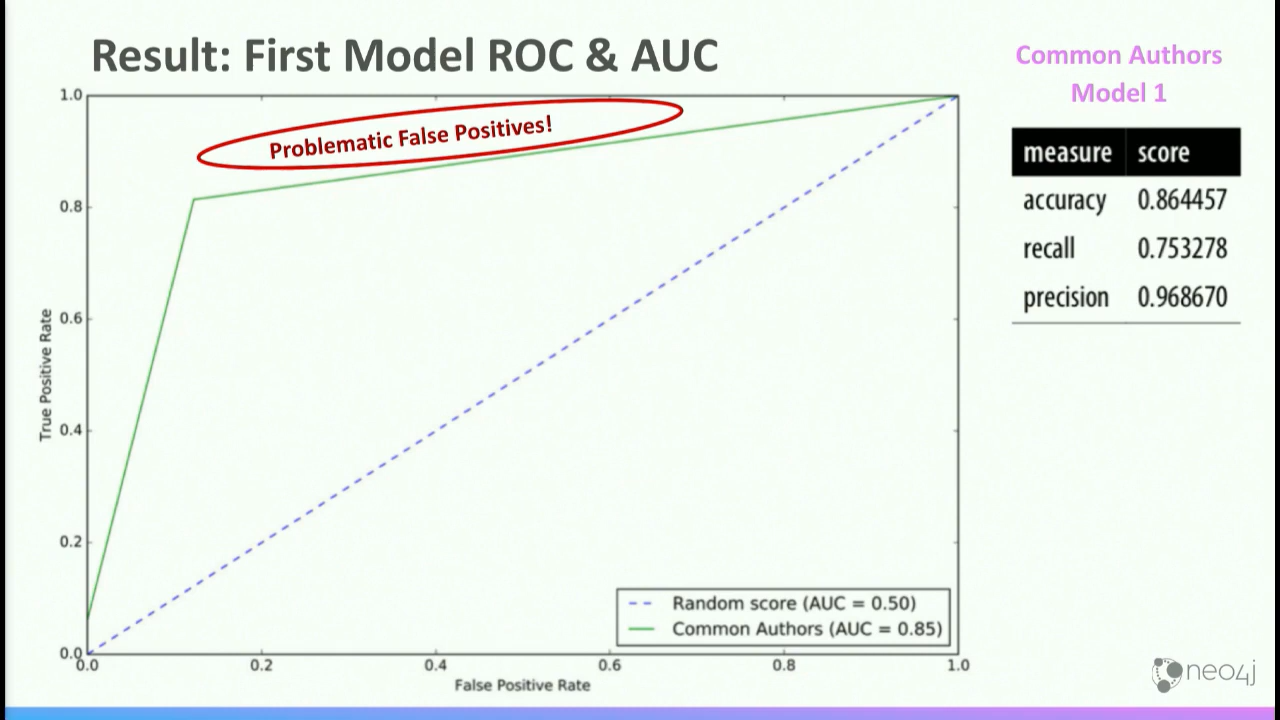 Result: First Model ROC & AUC
Common Authors
Model 1
measure score
accuracy 0.864457
recall 0.753278
precision 0.968670
Problematic False Positives!
1.0
0.8
0.6
0.4
0.2
0.0
True Positive Rate
0.0 0.2 0.4 0.6 0.8 1.0
False Positive Rate
Random score (AUC = 0.50)
Common Authors (AUC = 0.85)
neo4j